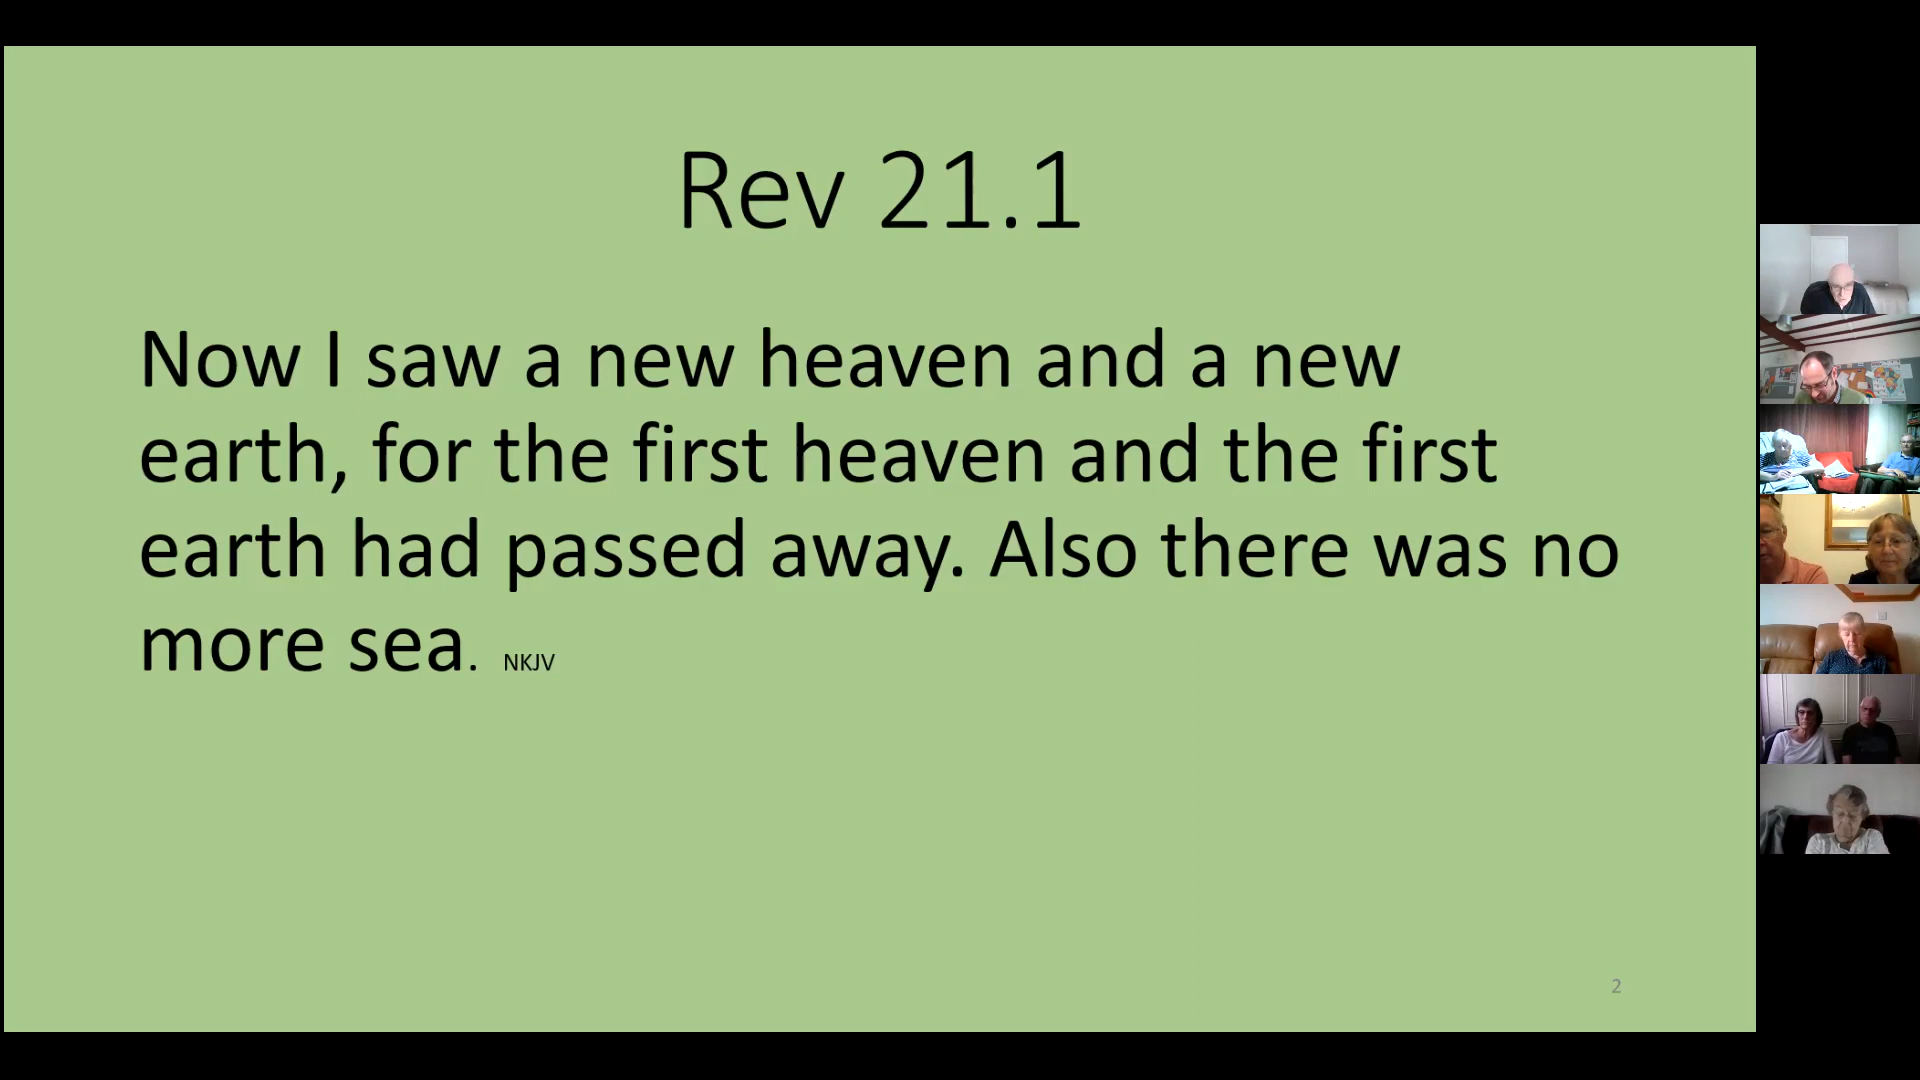 Rev 21.1
Now I saw a new heaven and a new
earth, for the first heaven and the first
earth had passed away. Also there was no
more sea. NKJV
2